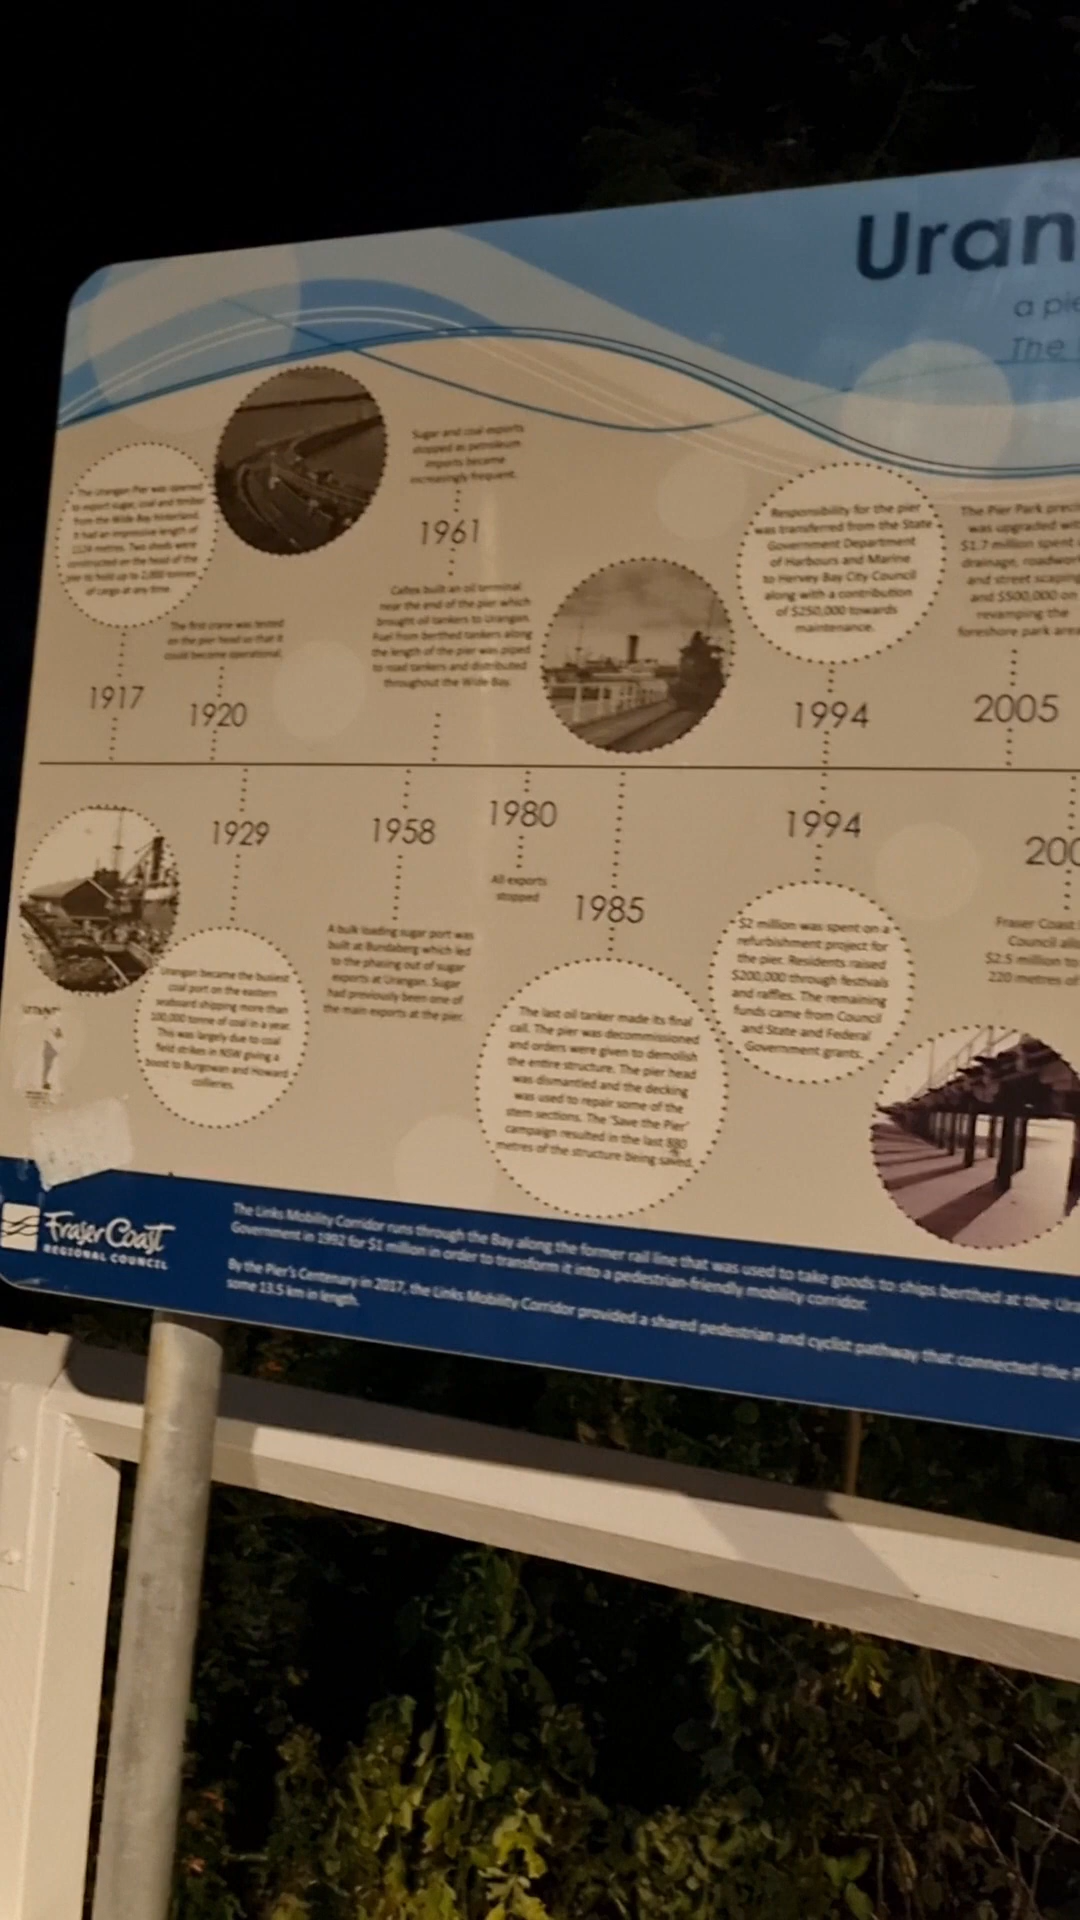 Uran
a pie
The
The Urangan Pier was opened
to export sugar, coal and timber
from the Wide Bay hinterland.
It had an impressive length of
metres. Two sheds were
constructed on the head of the
pier to hold up to 2,000 tonnes
of cargo at any time.
1917
The first crane was tested
on the pier head so that it
could become operational.
1920
Sugar and coal exports
stopped as petroleum
imports became
increasingly frequent.
1961
Caltex built an oil terminal
near the end of the pier which
brought oil tankers to Urangan.
Fuel from berthed tankers along
the length of the pier was piped
to road tankers and distributed
throughout the Wide Bay.
Responsibility for the pier
was transferred from the State
Government Department
of Harbours and Marine
to Hervey Bay City Council
along with a contribution
of $250,000 towards
maintenance.
1994
The Pier Park preci
was upgraded wit
$1.7 million spent
drainage, roadwor
and street scaping
and $500,000 on
revamping the
foreshore park area
2005
1929
Urangan became the busiest
coal port on the eastern
seaboard shipping more than
100,000 tonne of coal in a year.
This was largely due to coal
field strikes in NSW giving a
boost to Burgowan and Howard
collieries.
1958
A bulk loading sugar port was
built at Bundaberg which led
to the phasing out of sugar
exports at Urangan. Sugar
had previously been one of
the main exports at the pier.
1980
All exports
stopped
1985
The last oil tanker made its final
call. The pier was decommissioned
and orders were given to demolish
the entire structure. The pier head
was dismantled and the decking
was used to repair some of the
stem sections. The 'Save the Pier'
campaign resulted in the last 880
metres of the structure being saved.
1994
$2 million was spent on a
refurbishment project for
the pier. Residents raised
$200,000 through festivals
and raffles. The remaining
funds came from Council
and State and Federal
Government grants.
200
Fraser Coast
Council all
$2.5 million to
220 metres of
Fraser Coast
REGIONAL COUNCIL
The Links Mobility Corridor runs through the Bay along the former rail line that was used to take goods to ships berthed at the Ura
Government in 1992 for $1 million in order to transform it into a pedestrian-friendly mobility corridor.
By the Pier's Centenary in 2017, the Links Mobility Corridor provided a shared pedestrian and cyclist pathway that connected the P
some 13.5 km in length.